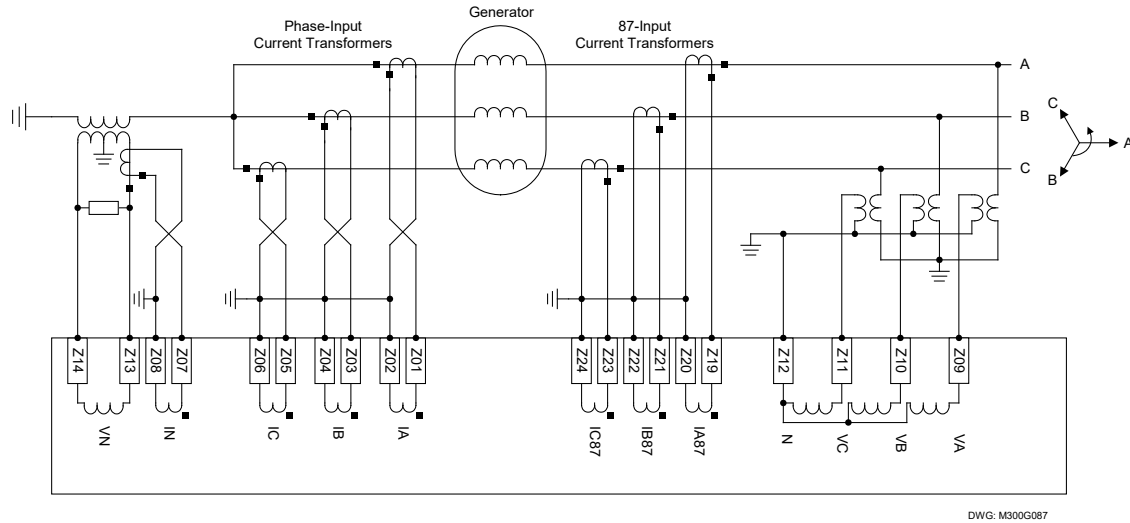 Generator
Phase-Input
Current Transformers
87-Input
Current Transformers
A
B
C
C
A
B
Z14
Z13
Z08
Z07
Z06
Z05
Z04
Z03
Z02
Z01
Z24
Z23
Z22
Z21
Z20
Z19
Z12
Z11
Z10
Z09
VN
IN
IC
IB
IA
IC87
IB87
IA87
N
VC
VB
VA
DWG: M300G087